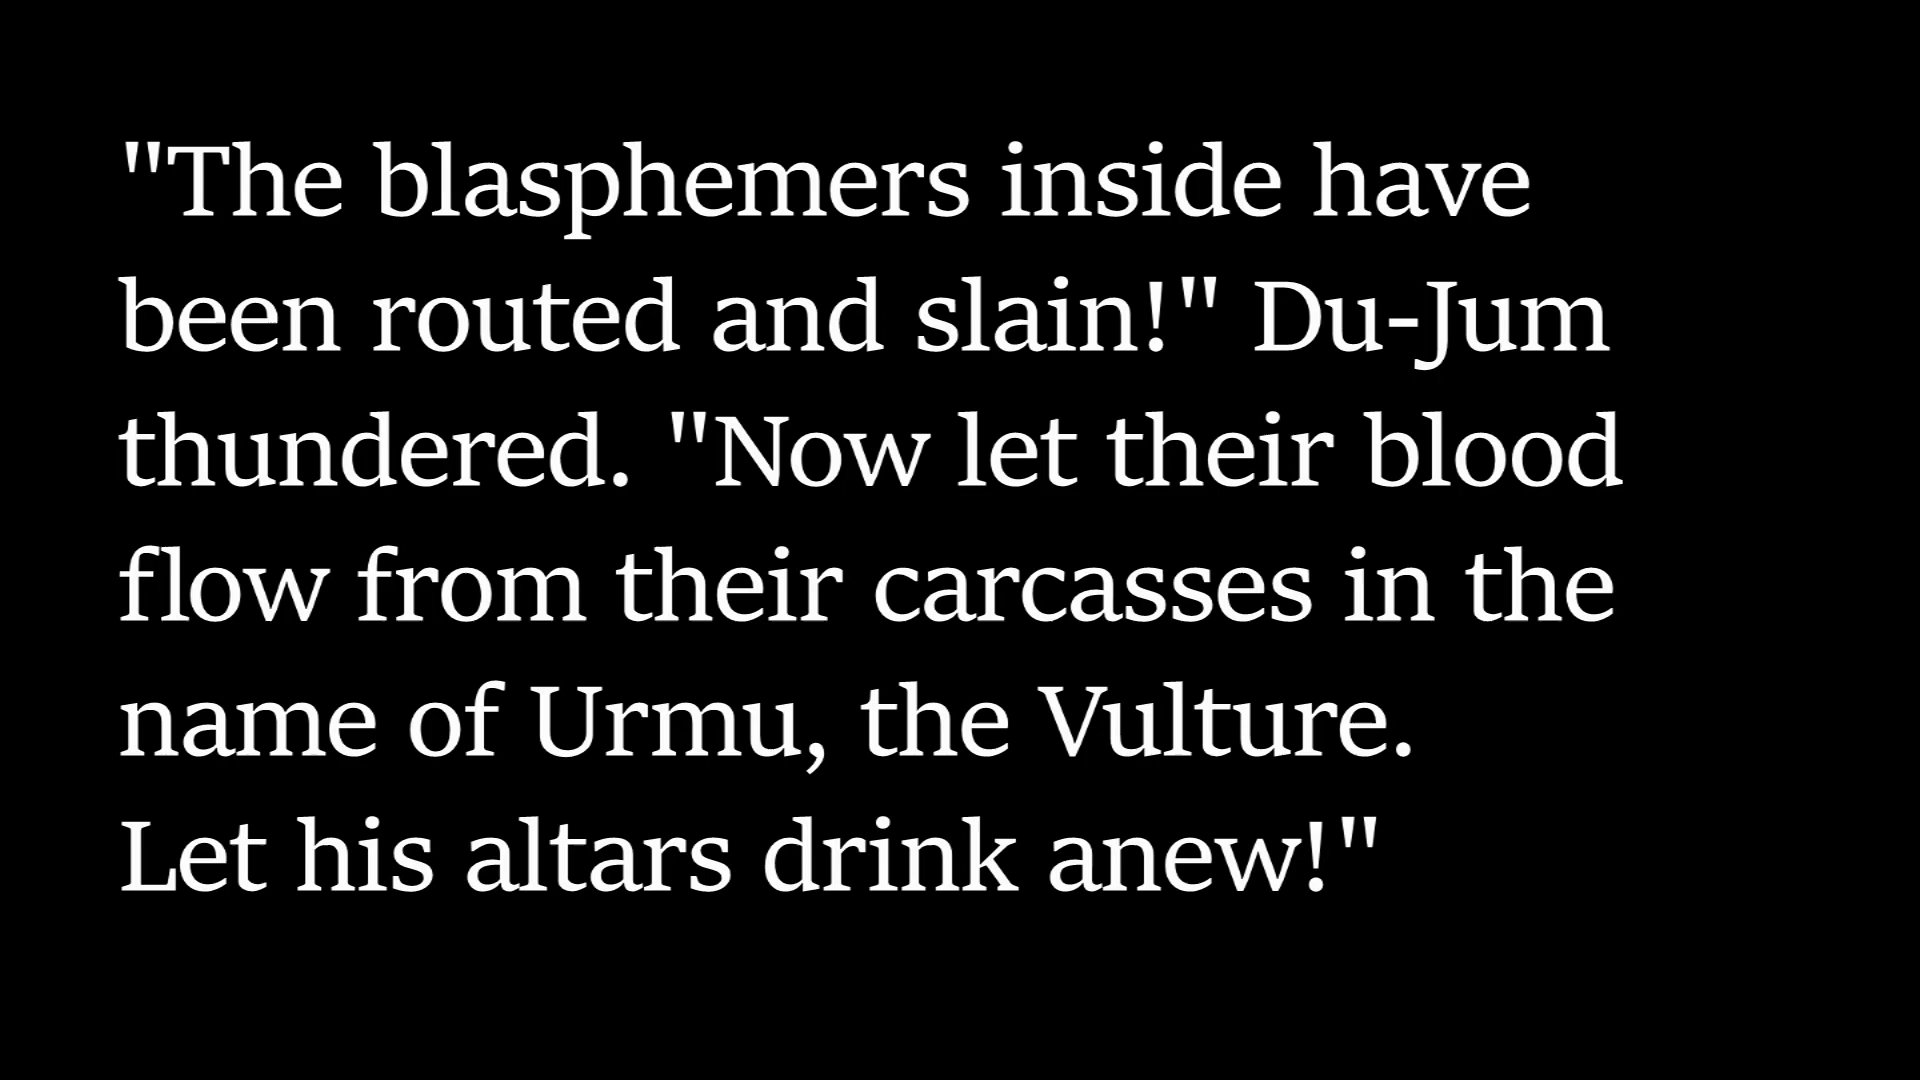 "The blasphemers inside have
been routed and slain!" Du-Jum
thundered. "Now let their blood
flow from their carcasses in the
name of Urmu, the Vulture.
Let his altars drink anew!"